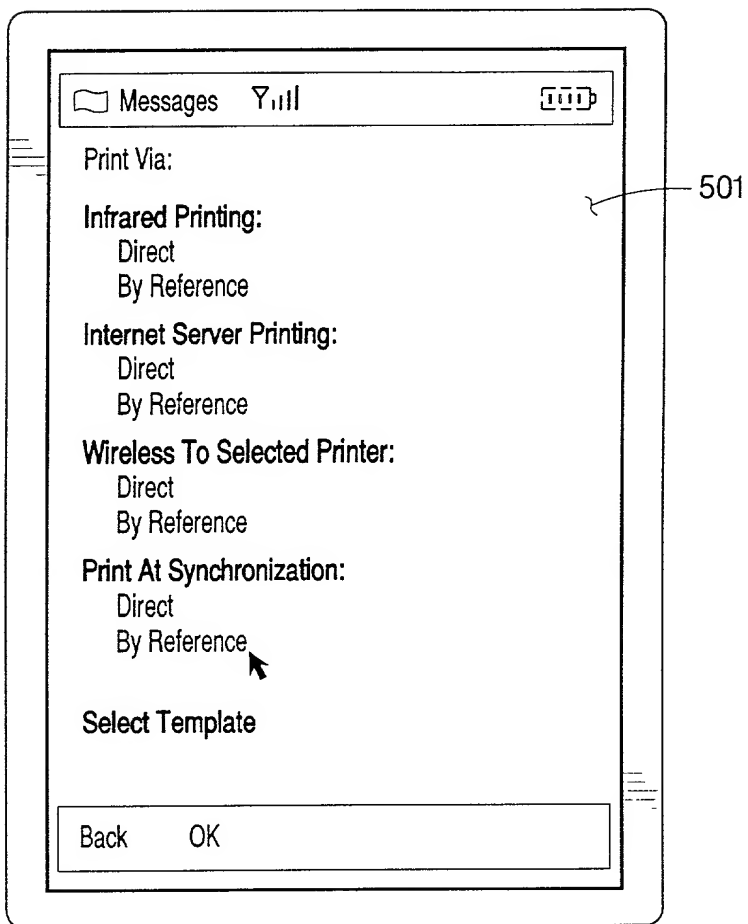 Messages
Print Via:
501
Infrared Printing:
Direct
By Reference
Internet Server Printing:
Direct
By Reference
Wireless To Selected Printer:
Direct
By Reference
Print At Synchronization:
Direct
By Reference
Select Template
Back OK